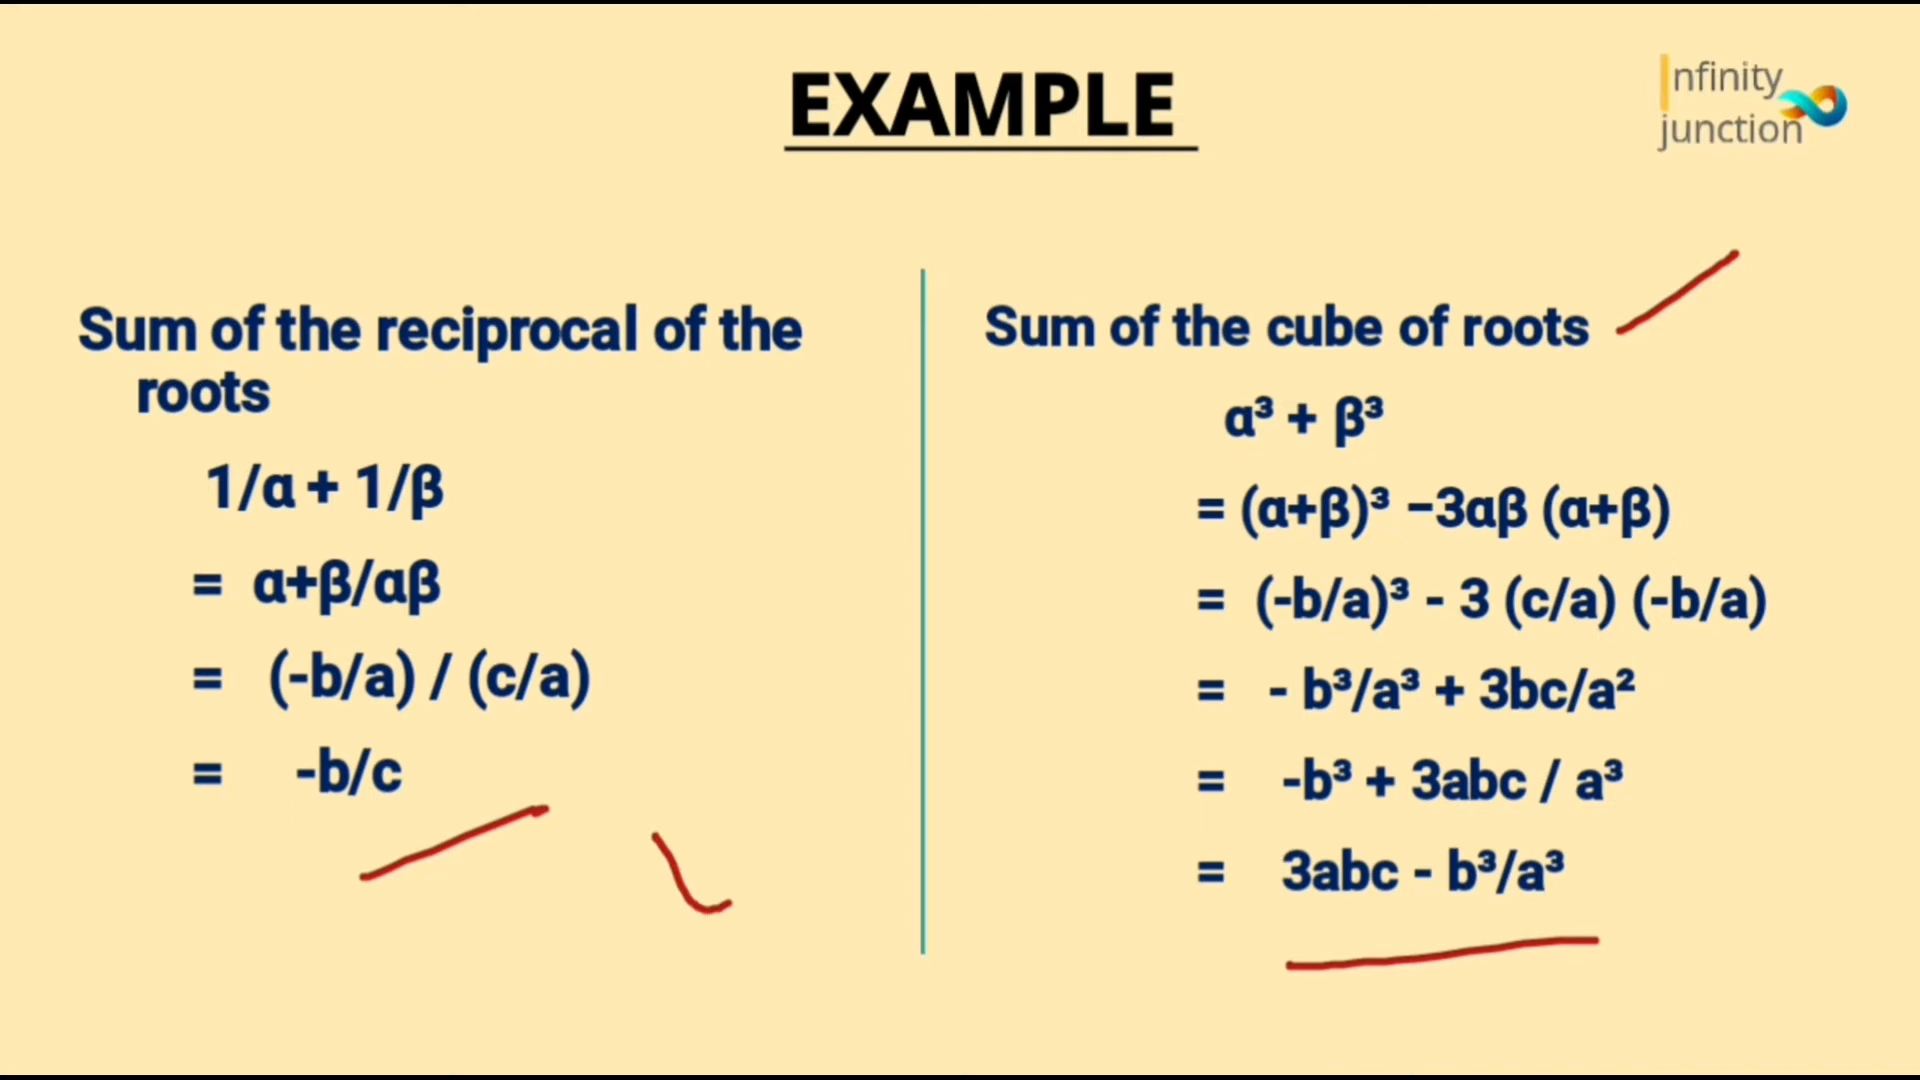 EXAMPLE
Infinity
junction
Sum of the reciprocal of the
roots
1/α + 1/β
= α+β/αβ
= (-b/a) / (c/a)
= -b/c
Sum of the cube of roots
α³ + β³
= (α+β)³ –3αβ (α+β)
= (-b/a)³ - 3 (c/a) (-b/a)
= - b³/a³ + 3bc/a²
= -b³ + 3abc / a³
= 3abc - b³/a³